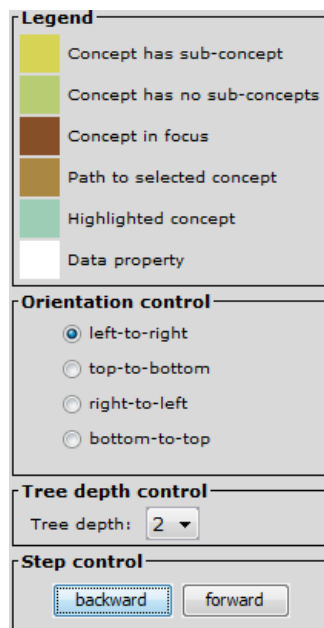 Legend
Concept has sub-concept
Concept has no sub-concepts
Concept in focus
Path to selected concept
Highlighted concept
Data property
Orientation control
left-to-right
top-to-bottom
right-to-left
bottom-to-top
Tree depth control
Tree depth: 2
Step control
backward forward